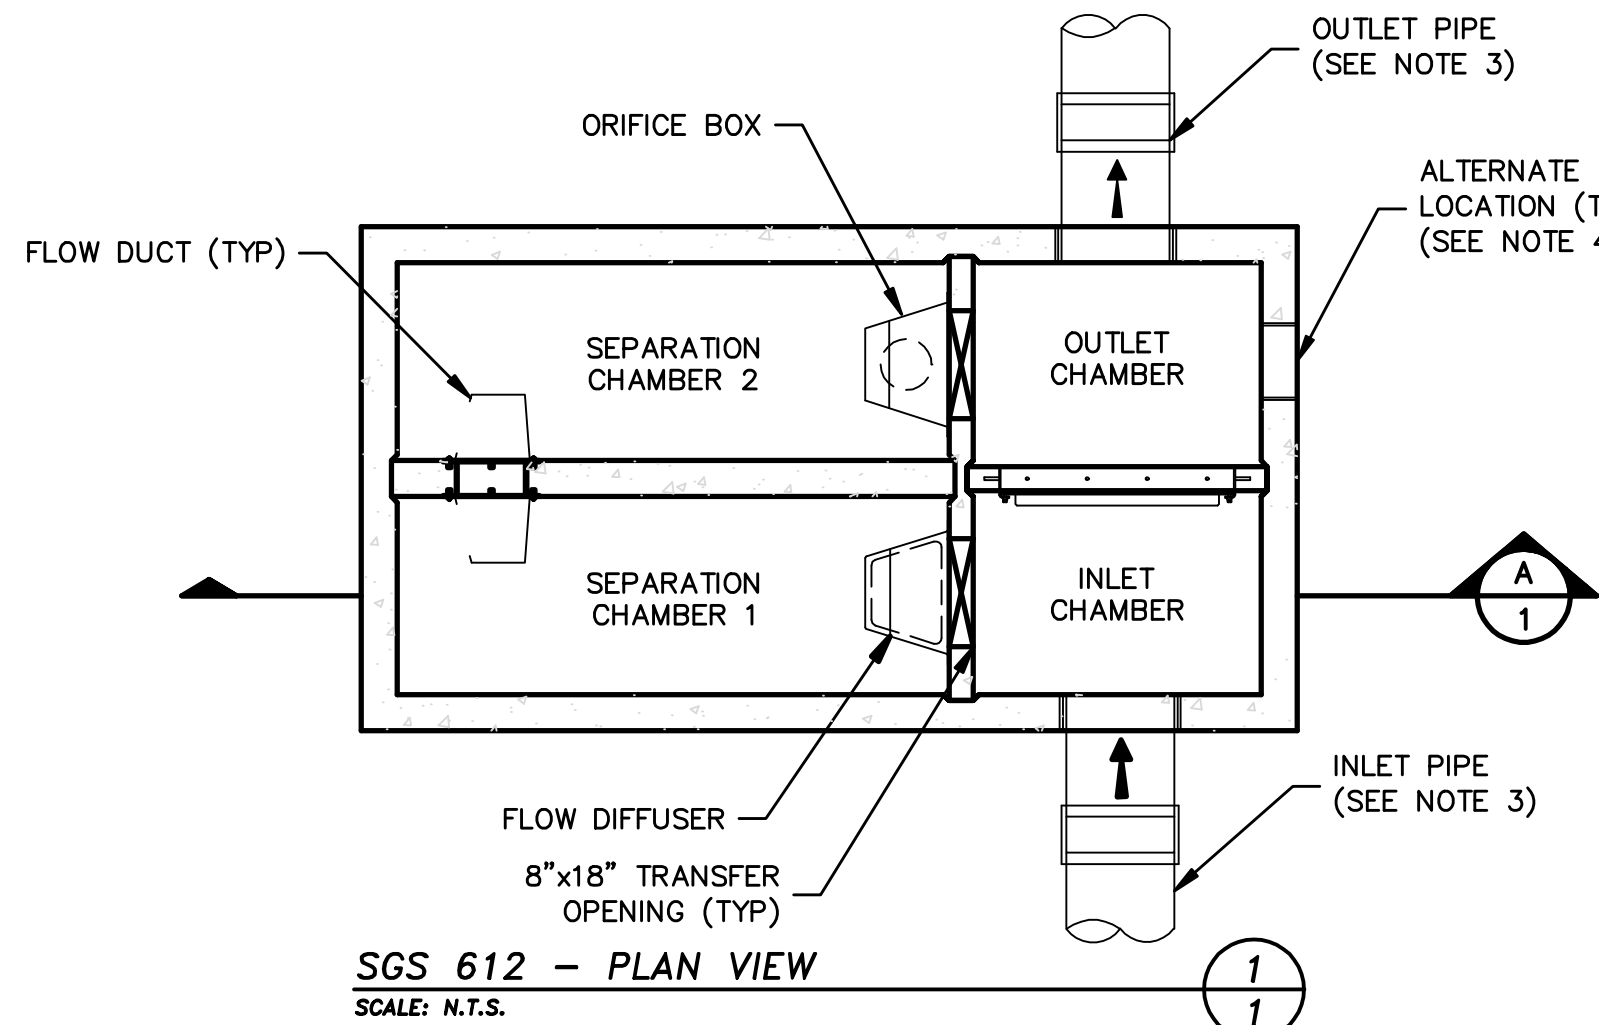 OUTLET PIPE
(SEE NOTE 3)
ORIFICE BOX
ALTERNATE
LOCATION
(SEE NOTE
FLOW DUCT (TYP)
SEPARATION
CHAMBER 2
OUTLET
CHAMBER
SEPARATION
CHAMBER 1
INLET
CHAMBER
A
1
INLET PIPE
(SEE NOTE 3)
FLOW DIFFUSER
8"x18" TRANSFER
OPENING (TYP)
SGS 612 - PLAN VIEW
SCALE: N.T.S.
1
1